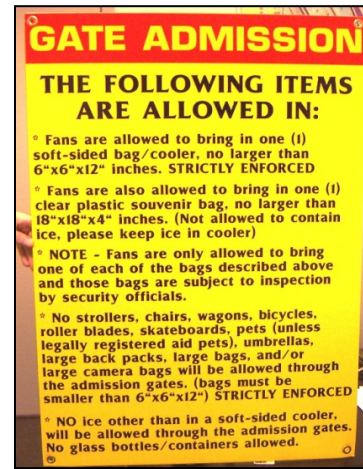 GATE ADMISSION
THE FOLLOWING ITEMS
ARE ALLOWED IN:
* Fans are allowed to bring in one (1)
soft-sided bag/cooler, no larger than
6"x6"x12" inches. STRICTLY ENFORCED
* Fans are also allowed to bring in one (1)
clear plastic souvenir bag, no larger than
18"x18"x4" inches. (Not allowed to contain
ice, please keep ice in cooler)
* NOTE - Fans are only allowed to bring
one of each of the bags described above
and those bags are subject to inspection
by security officials.
* No strollers, chairs, wagons, bicycles,
roller blades, skateboards, pets (unless
legally registered aid pets), umbrellas,
large back packs, large bags, and/or
large camera bags will be allowed through
the admission gates. (bags must be
smaller than 6"x6"x12") STRICTLY ENFORCED
* NO ice other than in a soft-sided cooler,
will be allowed through the admission gates.
No glass bottles/containers allowed.